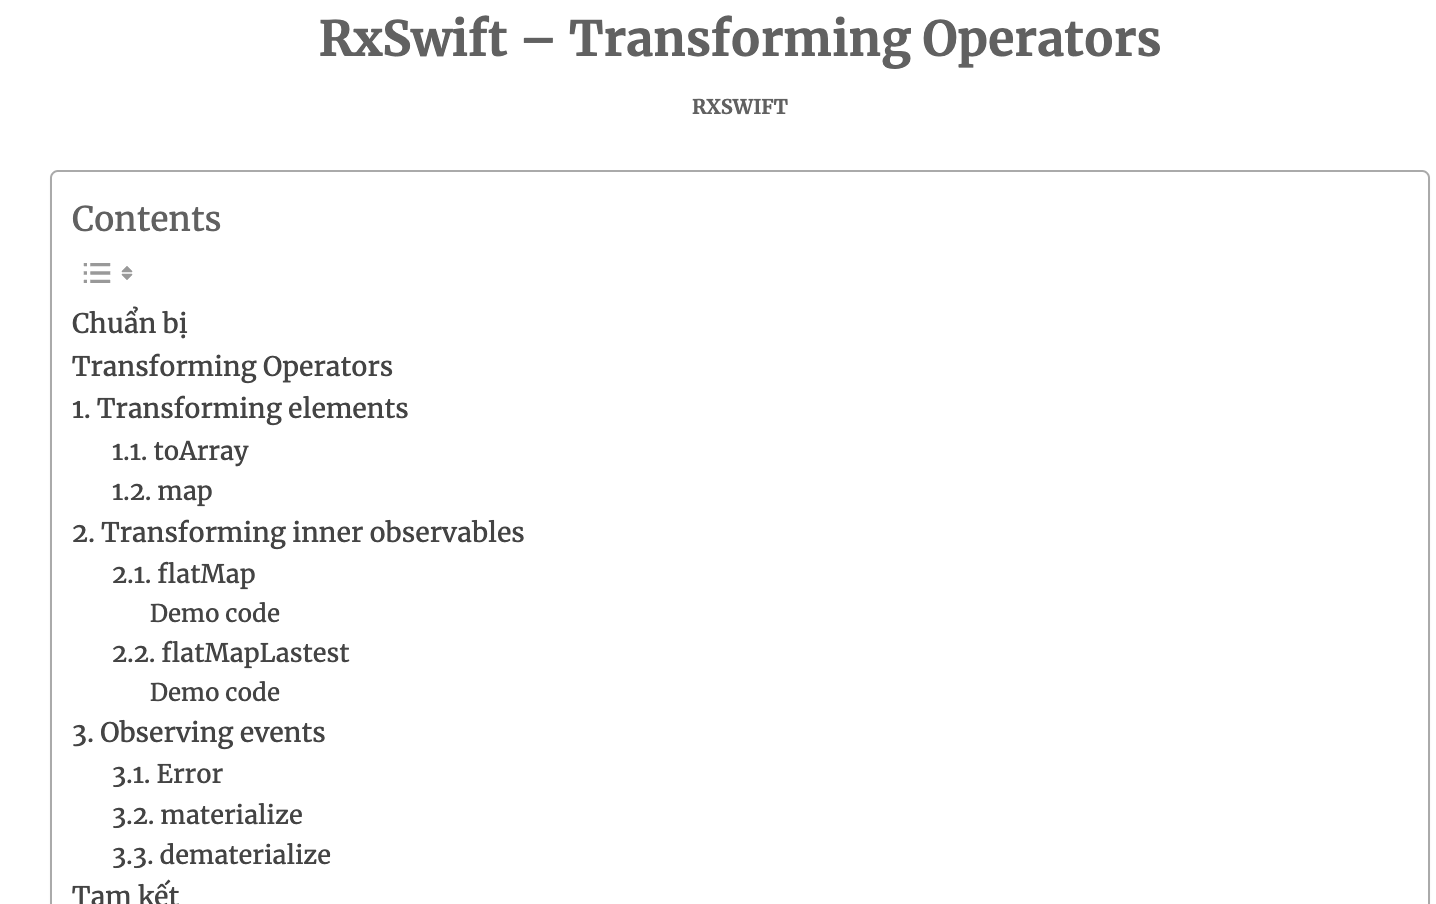 RxSwift – Transforming Operators
RXSWIFT
Contents
Chuẩn bị
Transforming Operators
1. Transforming elements
1.1. toArray
1.2. map
2. Transforming inner observables
2.1. flatMap
Demo code
2.2. flatMapLastest
Demo code
3. Observing events
3.1. Error
3.2. materialize
3.3. dematerialize
Tạm kết